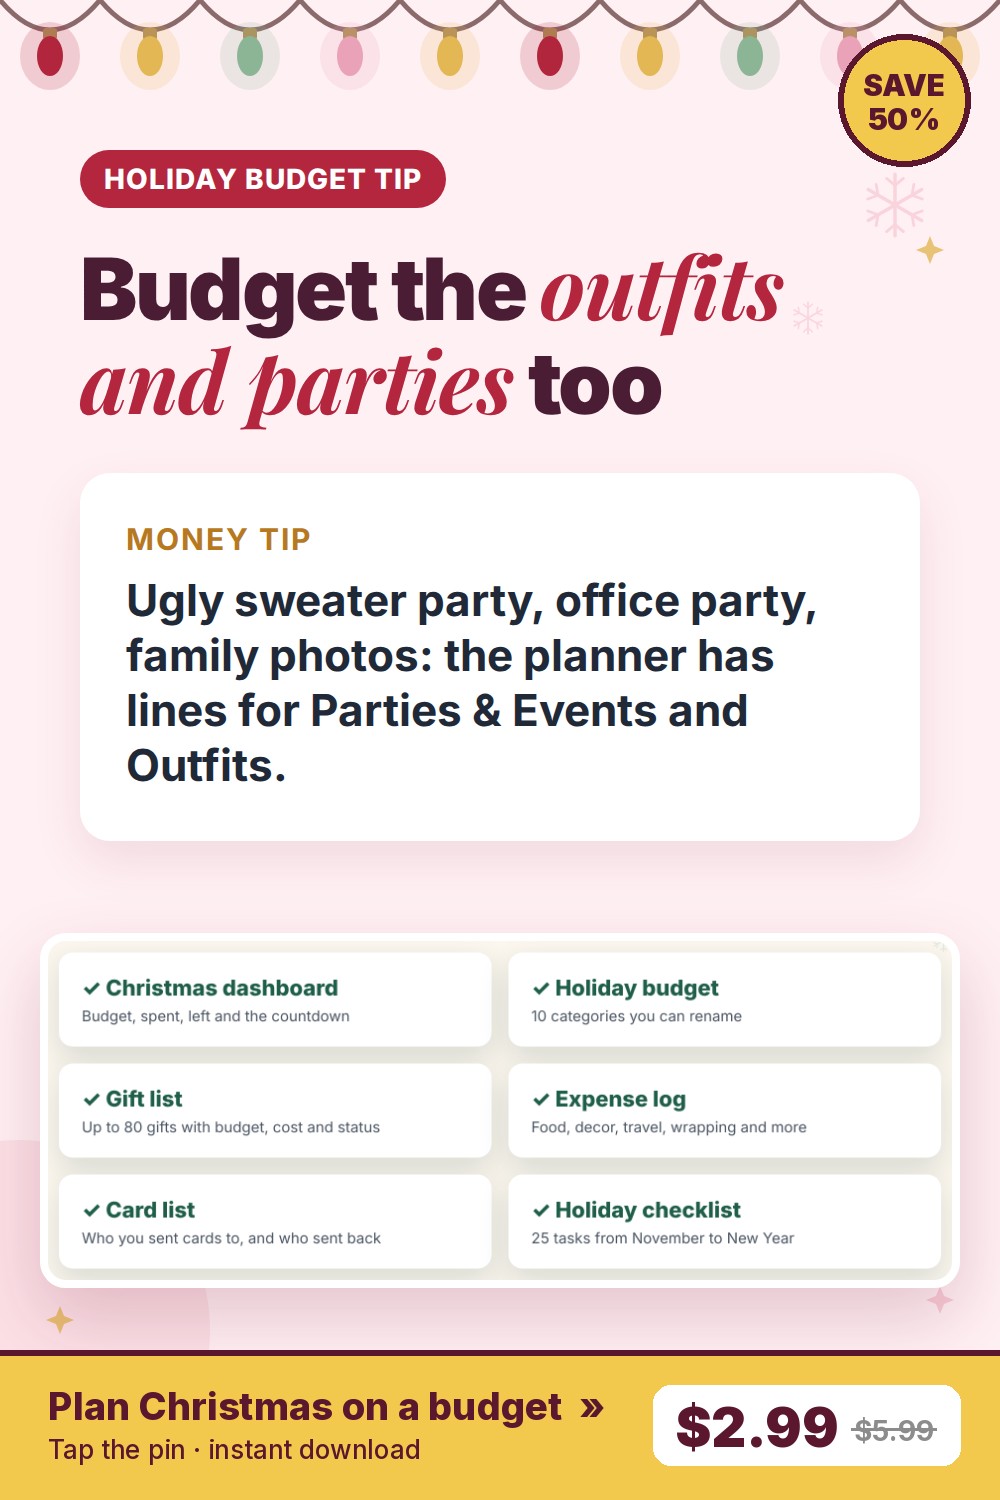 SAVE
50%
HOLIDAY BUDGET TIP
Budget the outfits
and parties too
MONEY TIP
Ugly sweater party, office party,
family photos: the planner has
lines for Parties & Events and
Outfits.
✓ Christmas dashboard
Budget, spent, left and the countdown
✓ Holiday budget
10 categories you can rename
✓ Gift list
Up to 80 gifts with budget, cost and status
✓ Expense log
Food, decor, travel, wrapping and more
✓ Card list
Who you sent cards to, and who sent back
✓ Holiday checklist
25 tasks from November to New Year
Plan Christmas on a budget »
Tap the pin · instant download
$2.99 $5.99